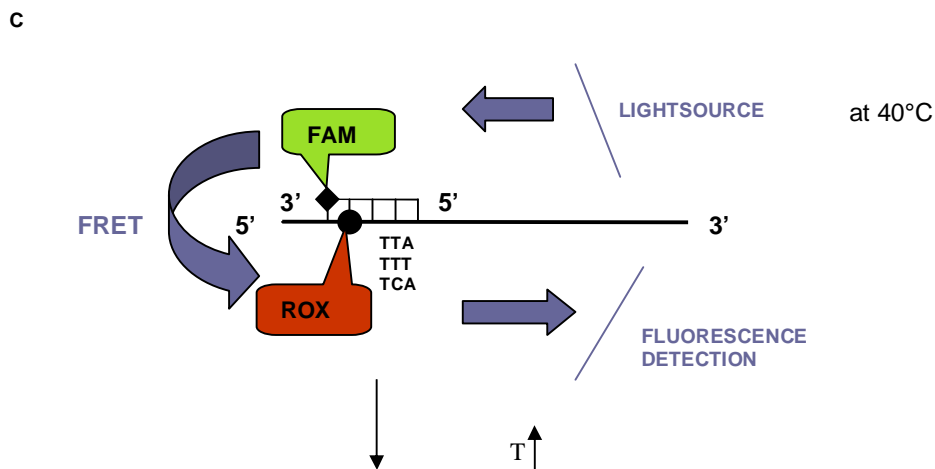 C
LIGHTSOURCE
at 40°C
FAM
3’
5’
FRET
5’
3’
TTA
TTT
TCA
ROX
FLUORESCENCE
DETECTION
T